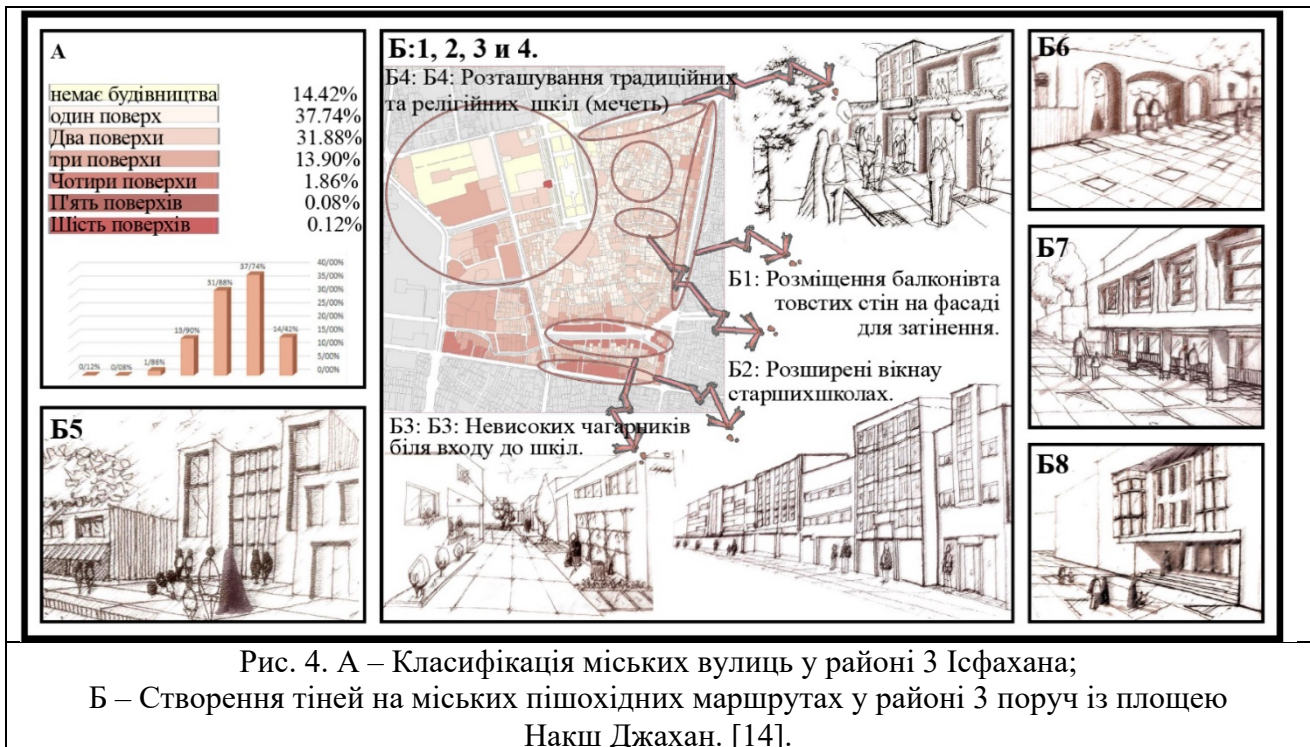 А
немає будівництва 14.42%
один поверх 37.74%
Два поверхи 31.88%
три поверхи 13.90%
Чотири поверхи 1.86%
П'ять поверхів 0.08%
Шість поверхів 0.12%
40/00%
35/00%
30/00%
25/00%
20/00%
15/00%
10/00%
5/00%
0/00%
0/12%
0/08%
1/86%
13/90%
31/88%
37/74%
14/42%
Б5
Б:1, 2, 3 и 4.
Б4: Б4: Розташування традиційних
та релігійних шкіл (мечеть)
Б1: Розміщення балконівта
товстих стін на фасаді
для затінення.
Б2: Розширені вікнау
старшихшколах.
Б3: Б3: Невисоких чагарників
біля входу до шкіл.
Б6
Б7
Б8
Рис. 4. А – Класифікація міських вулиць у районі 3 Ісфахана;
Б – Створення тіней на міських пішохідних маршрутах у районі 3 поруч із площею
Накш Джахан. [14].